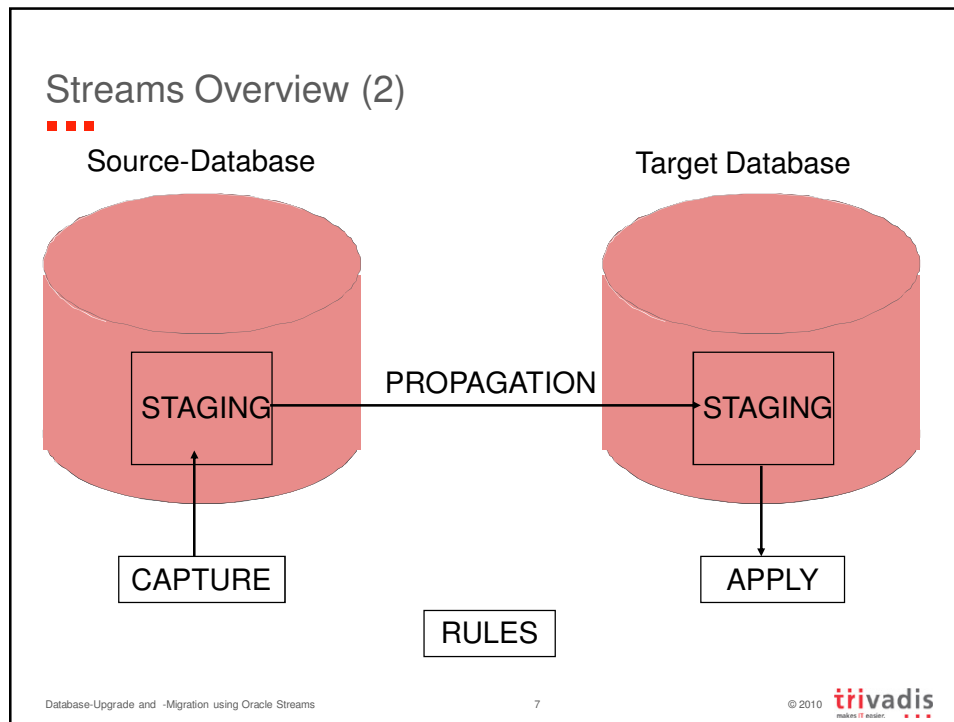 Streams Overview (2)
Source-Database
Target Database
PROPAGATION
STAGING
STAGING
CAPTURE
APPLY
RULES
Database-Upgrade and -Migration using Oracle Streams
7
© 2010
trivadis
makes IT easier.